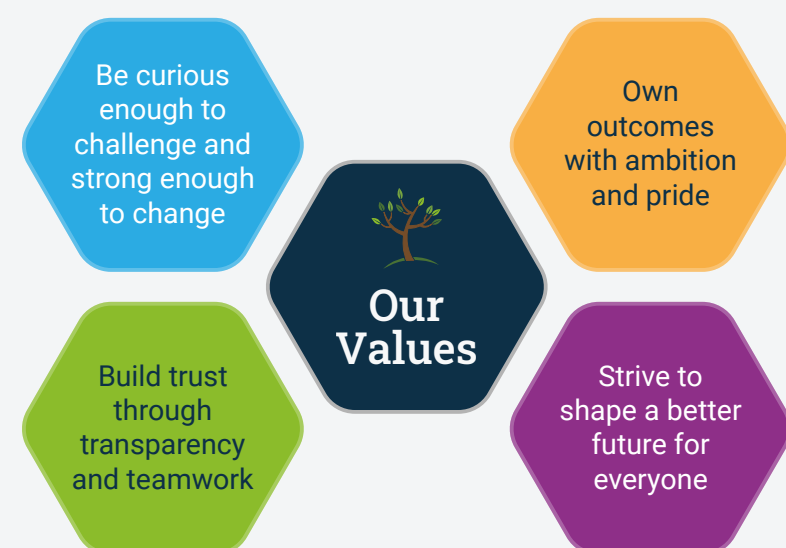 Be curious
enough to
challenge and
strong enough
to change
Own
outcomes
with ambition
and pride
Our
Values
Build trust
through
transparency
and teamwork
Strive to
shape a better
future for
everyone